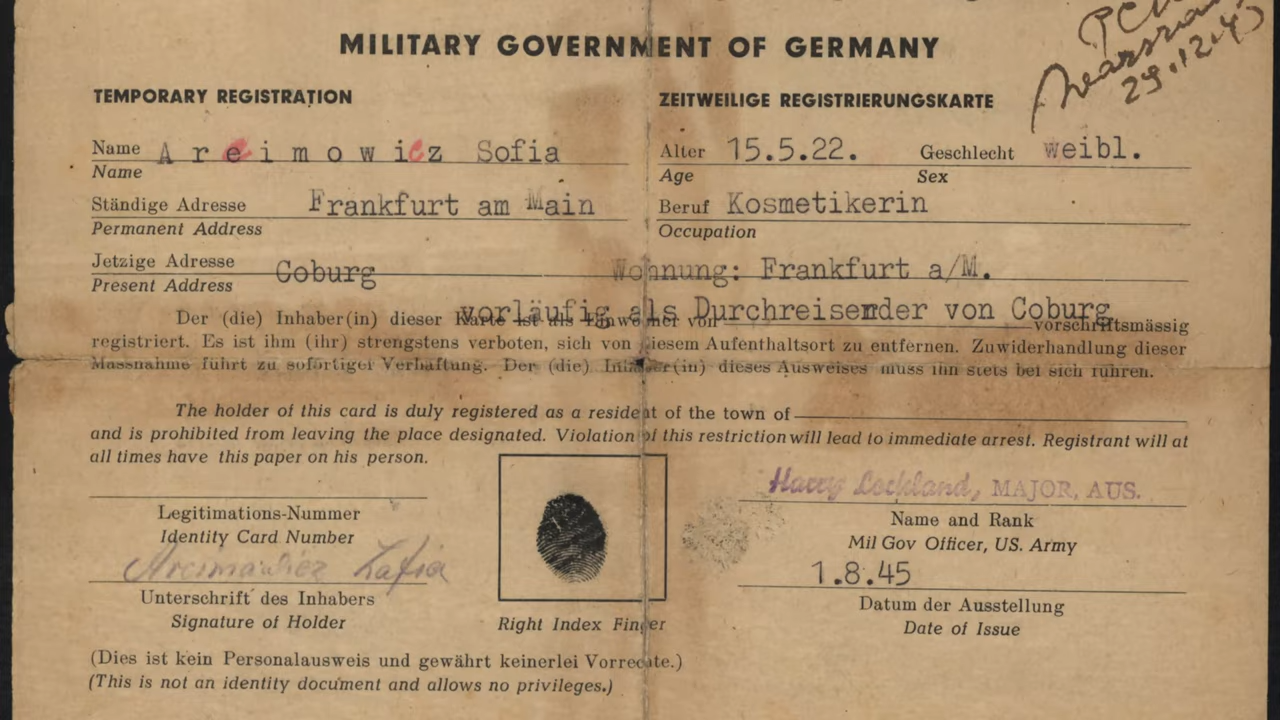 MILITARY GOVERNMENT OF GERMANY
29.12.45
TEMPORARY REGISTRATION
ZEITWEILIGE REGISTRIERUNGSKARTE
Name Arcimowicz Sofia
Name
Alter 15.5.22. Geschlecht weibl.
Age Sex
Ständige Adresse Frankfurt am Main
Permanent Address
Beruf Kosmetikerin
Occupation
Jetzige Adresse Coburg Wohnung: Frankfurt a/M.
Present Address
vorläufig als Durchreisender von Coburg
Der (die) Inhaber(in) dieser Karte ist als Einwohner von vorschriftsmässig
registriert. Es ist ihm (ihr) strengstens verboten, sich von diesem Aufenthaltsort zu entfernen. Zuwiderhandlung dieser
Massnahme führt zu sofortiger Verhaftung. Der (die) Inhaber(in) dieses Ausweises muss ihn stets bei sich führen.
The holder of this card is duly registered as a resident of the town of
and is prohibited from leaving the place designated. Violation of this restriction will lead to immediate arrest. Registrant will at
all times have this paper on his person.
Legitimations-Nummer
Identity Card Number
Arcimowicz Zofia
Unterschrift des Inhabers
Signature of Holder
Right Index Finger
Harry Lockland, MAJOR, AUS.
Name and Rank
Mil Gov Officer, US. Army
1.8.45
Datum der Ausstellung
Date of Issue
(Dies ist kein Personalausweis und gewährt keinerlei Vorrechte.)
(This is not an identity document and allows no privileges.)